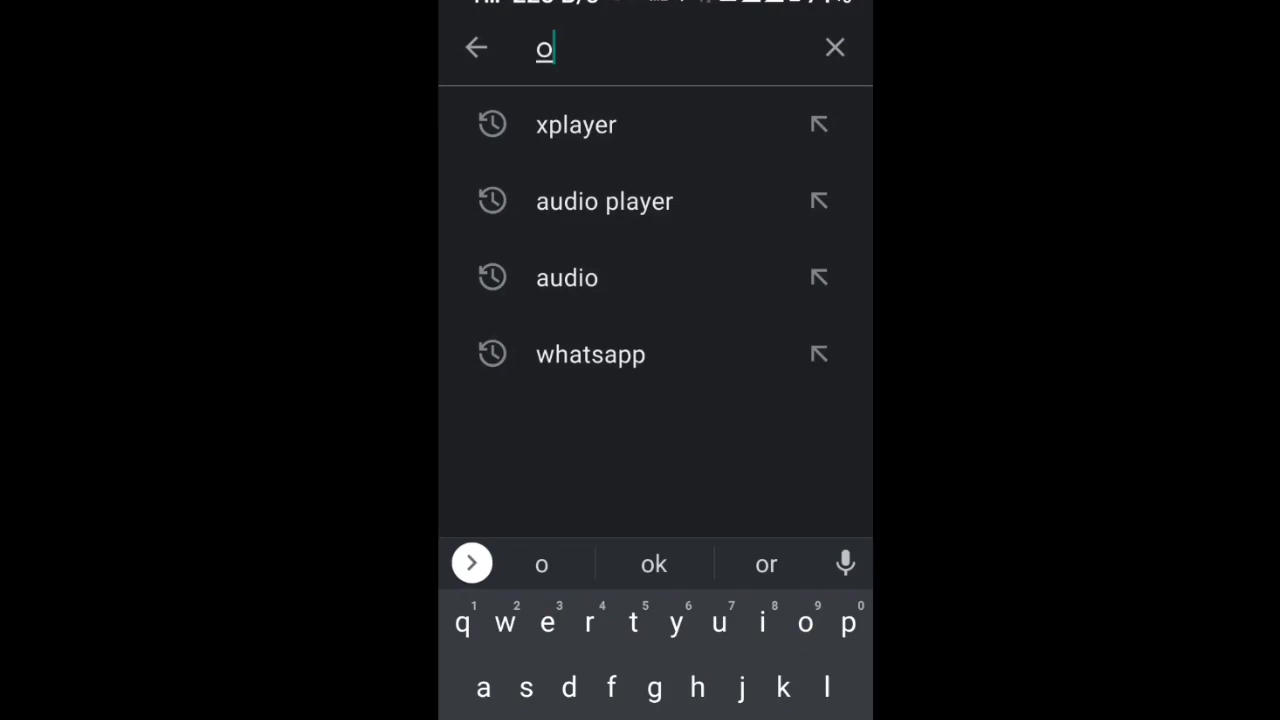 o
xplayer
audio player
audio
whatsapp
o ok or
1 2 3 4 5 6 7 8 9 0
q w e r t y u i o p
a s d f g h j k l